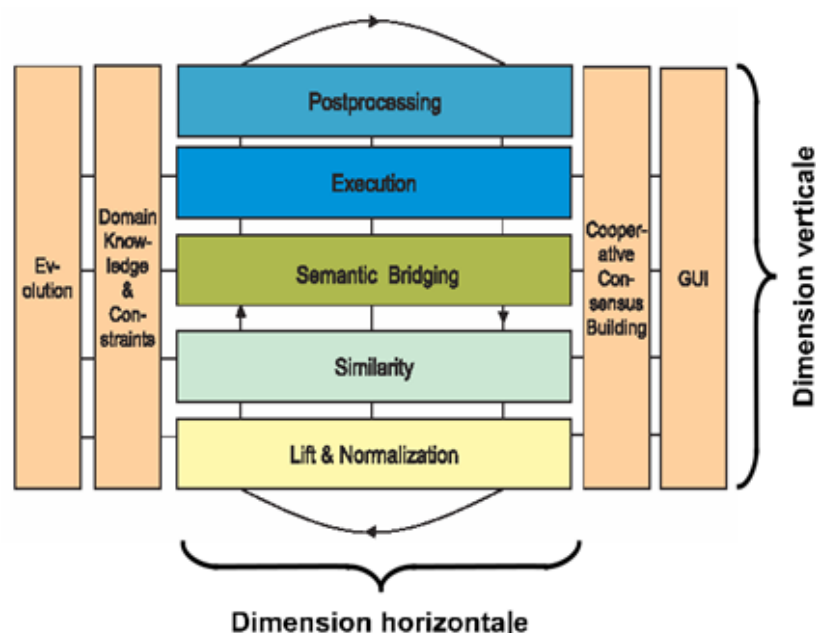 Postprocessing
Execution
Semantic Bridging
Similarity
Lift & Normalization
Ev-
olution
Domain
Know-
ledge
&
Con-
straints
Cooper-
ative
Con-
sensus
Building
GUI
Dimension verticale
Dimension horizontale